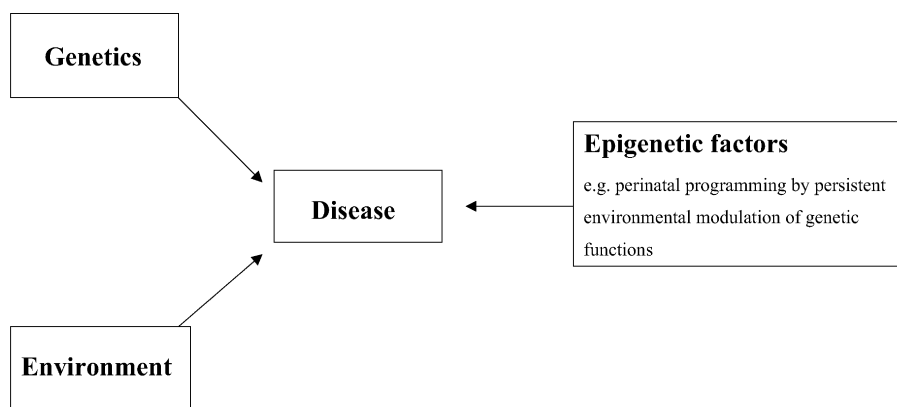 Genetics
Epigenetic factors
e.g. perinatal programming by persistent
environmental modulation of genetic
functions
Disease
Environment